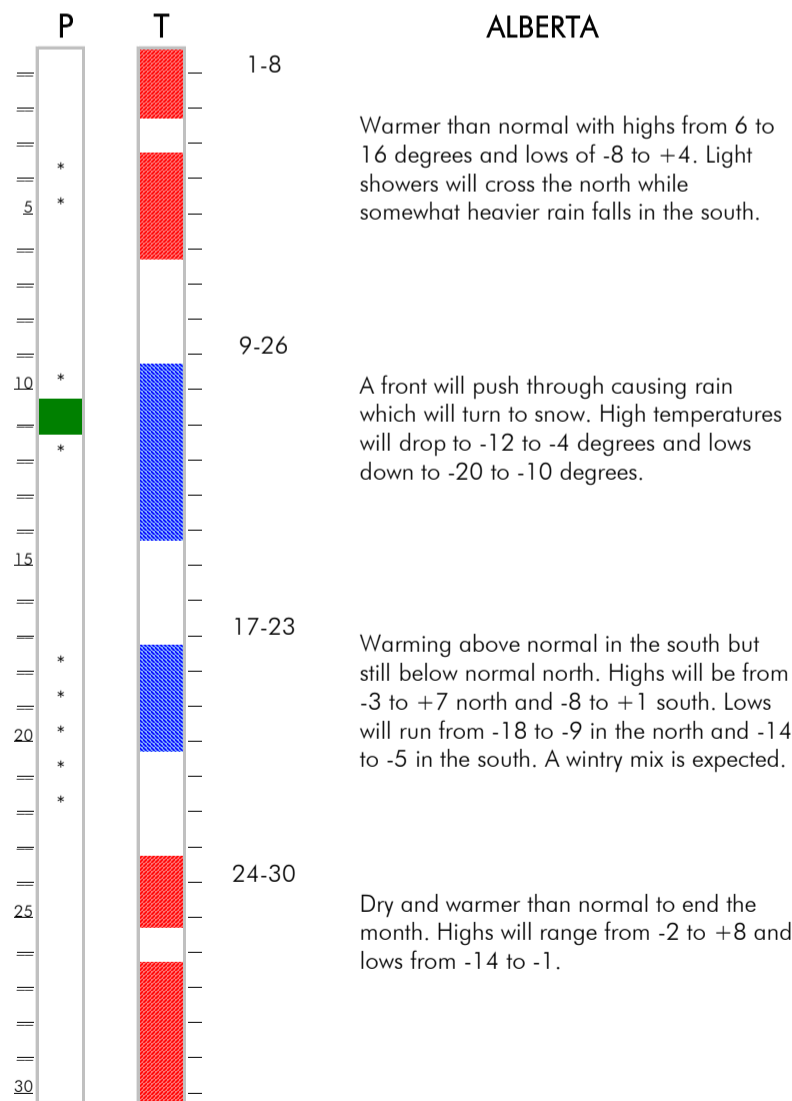 P T ALBERTA
1-8
Warmer than normal with highs from 6 to
16 degrees and lows of -8 to +4. Light
showers will cross the north while
somewhat heavier rain falls in the south.
*
*
5
9-26
A front will push through causing rain
which will turn to snow. High temperatures
will drop to -12 to -4 degrees and lows
down to -20 to -10 degrees.
*
10
*
15
17-23
Warming above normal in the south but
still below normal north. Highs will be from
-3 to +7 north and -8 to +1 south. Lows
will run from -18 to -9 in the north and -14
to -5 in the south. A wintry mix is expected.
*
*
*
20
*
*
24-30
Dry and warmer than normal to end the
month. Highs will range from -2 to +8 and
lows from -14 to -1.
25
30